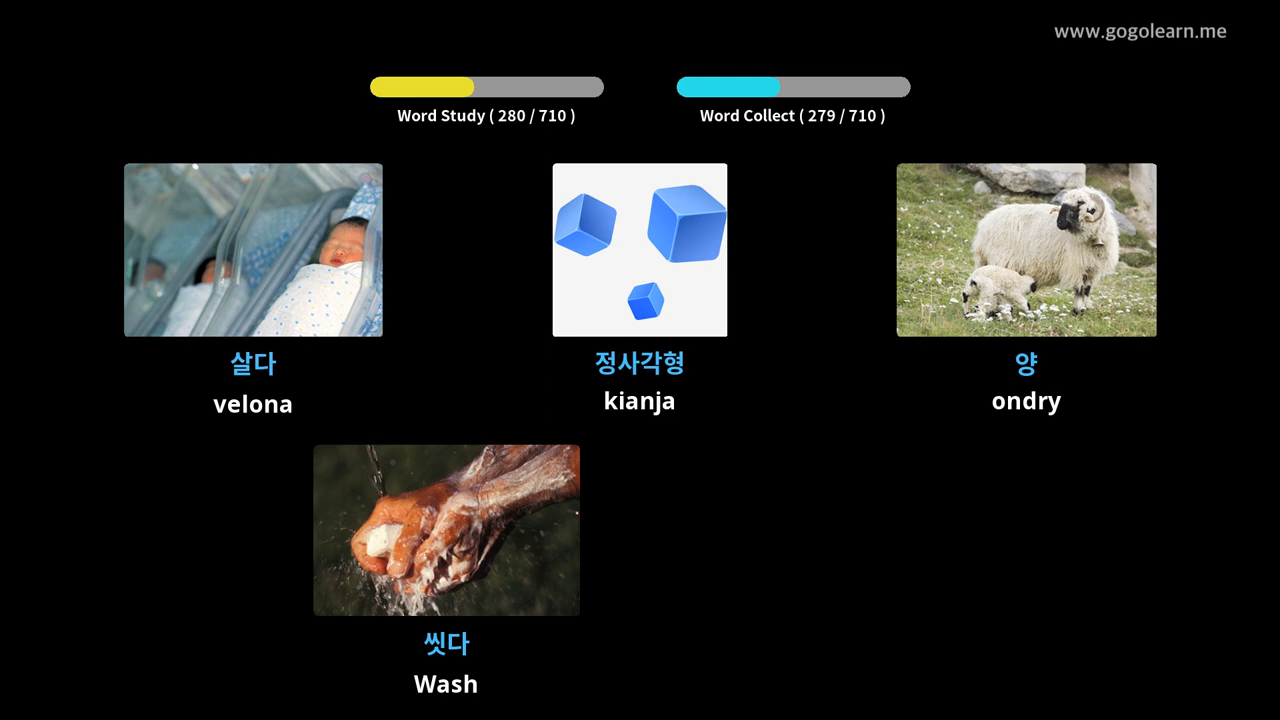 www.gogolearn.me
Word Study ( 280 / 710 )
Word Collect ( 279 / 710 )
살다
velona
정사각형
kianja
양
ondry
씻다
Wash